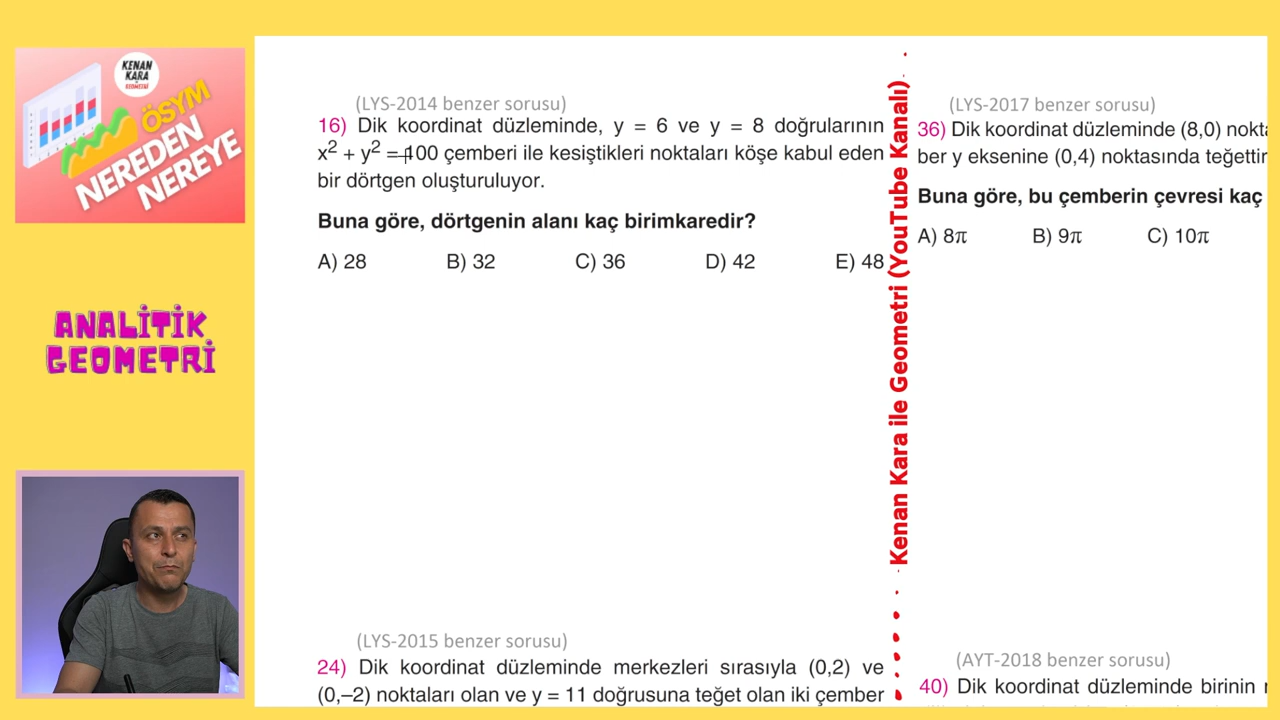 KENAN
KARA
GEOMETRİ
ÖSYM
NEREDEN
NEREYE
ANALİTİK
GEOMETRİ
(LYS-2014 benzer sorusu)
16) Dik koordinat düzleminde, y = 6 ve y = 8 doğrularının
x² + y² = 100 çemberi ile kesiştikleri noktaları köşe kabul eden
bir dörtgen oluşturuluyor.
Buna göre, dörtgenin alanı kaç birimkaredir?
A) 28 B) 32 C) 36 D) 42 E) 48
(LYS-2015 benzer sorusu)
24) Dik koordinat düzleminde merkezleri sırasıyla (0,2) ve
(0,–2) noktaları olan ve y = 11 doğrusuna teğet olan iki çember
Kenan Kara ile Geometri (YouTube Kanalı)
(LYS-2017 benzer sorusu)
36) Dik koordinat düzleminde (8,0) nokta
ber y eksenine (0,4) noktasında teğettir
Buna göre, bu çemberin çevresi kaç
A) 8π B) 9π C) 10π
(AYT-2018 benzer sorusu)
40) Dik koordinat düzleminde birinin